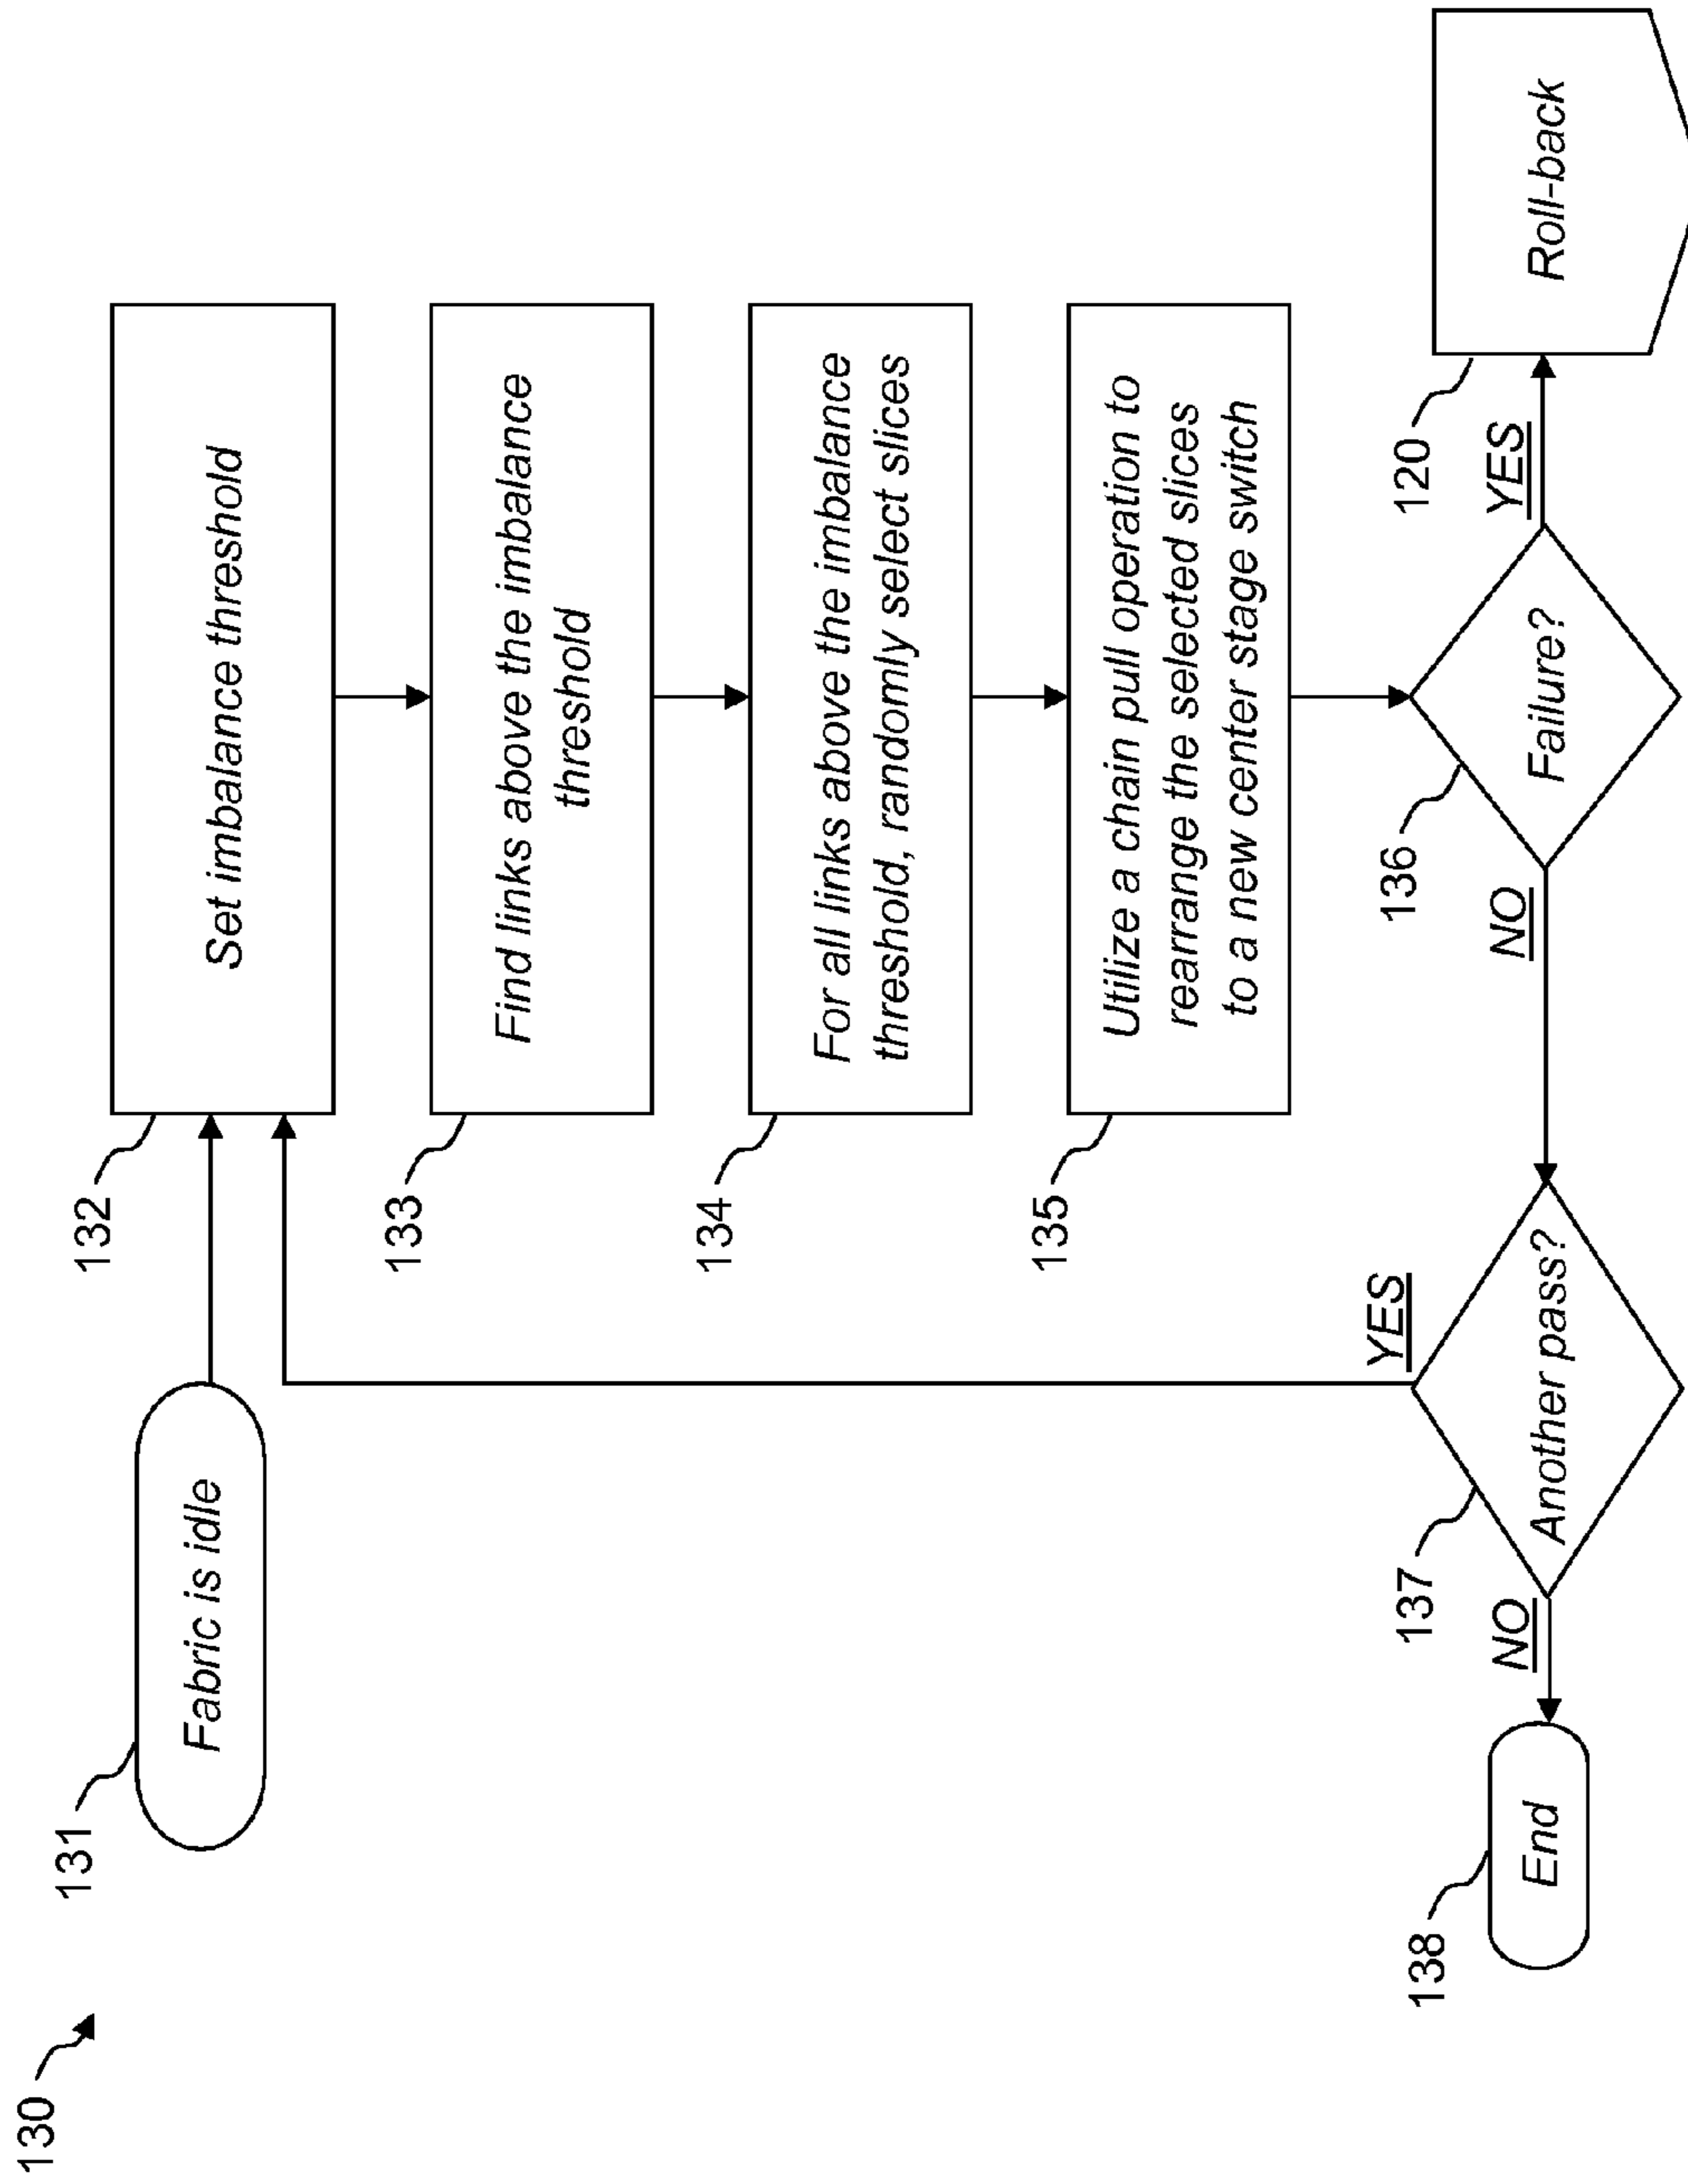 130
131
Fabric is idle
132
Set imbalance threshold
133
Find links above the imbalance
threshold
134
For all links above the imbalance
threshold, randomly select slices
135
Utilize a chain pull operation to
rearrange the selected slices
to a new center stage switch
136
Failure?
YES
120
Roll-back
NO
137
Another pass?
YES
NO
138
End